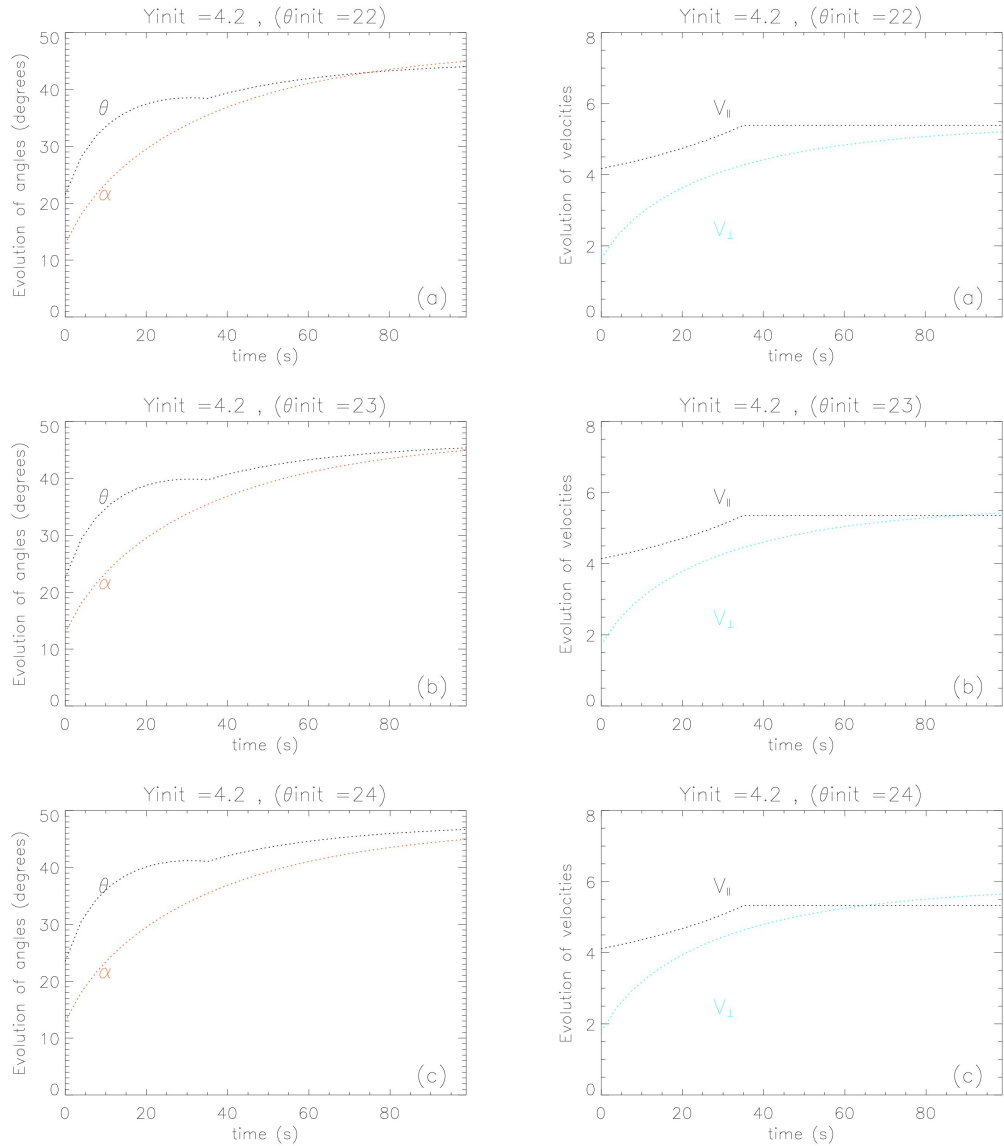 Yinit =4.2 , (θinit =22)
Evolution of angles (degrees)
50
40
30
20
10
0
θ
α
(a)
0 20 40 60 80
time (s)
Yinit =4.2 , (θinit =22)
Evolution of velocities
8
6
4
2
0
V∥
V⊥
(a)
0 20 40 60 80
time (s)
Yinit =4.2 , (θinit =23)
Evolution of angles (degrees)
50
40
30
20
10
0
θ
α
(b)
0 20 40 60 80
time (s)
Yinit =4.2 , (θinit =23)
Evolution of velocities
8
6
4
2
0
V∥
V⊥
(b)
0 20 40 60 80
time (s)
Yinit =4.2 , (θinit =24)
Evolution of angles (degrees)
50
40
30
20
10
0
θ
α
(c)
0 20 40 60 80
time (s)
Yinit =4.2 , (θinit =24)
Evolution of velocities
8
6
4
2
0
V∥
V⊥
(c)
0 20 40 60 80
time (s)